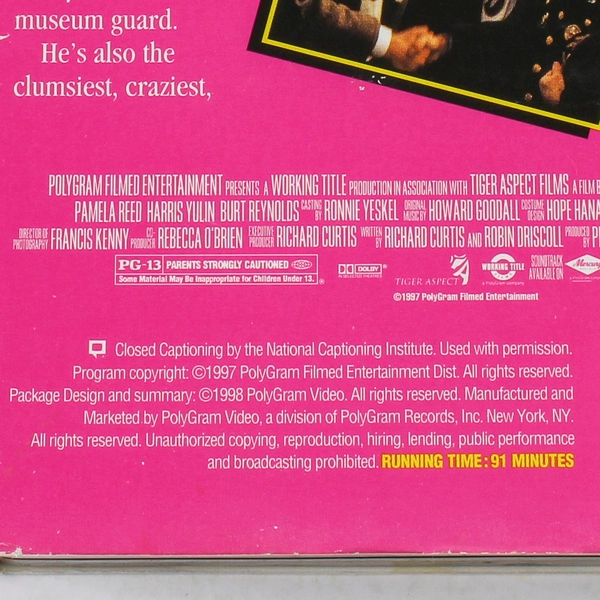 museum guard.
He's also the
clumsiest, craziest,
POLYGRAM FILMED ENTERTAINMENT PRESENTS A WORKING TITLE PRODUCTION IN ASSOCIATION WITH TIGER ASPECT FILMS A FILM B
PAMELA REED HARRIS YULIN BURT REYNOLDS CASTING BY RONNIE YESKEL ORIGINAL MUSIC BY HOWARD GOODALL COSTUME DESIGN HOPE HANA
DIRECTOR OF PHOTOGRAPHY FRANCIS KENNY CO-PRODUCER REBECCA O'BRIEN EXECUTIVE PRODUCER RICHARD CURTIS WRITTEN BY RICHARD CURTIS AND ROBIN DRISCOLL PRODUCED BY
PG-13 PARENTS STRONGLY CAUTIONED
Some Material May Be Inappropriate for Children Under 13.
DOLBY
IN SELECTED THEATRES
TIGER ASPECT
WORKING TITLE
SOUNDTRACK AVAILABLE ON
Mercury
©1997 PolyGram Filmed Entertainment
Closed Captioning by the National Captioning Institute. Used with permission.
Program copyright: ©1997 PolyGram Filmed Entertainment Dist. All rights reserved.
Package Design and summary: ©1998 PolyGram Video. All rights reserved. Manufactured and
Marketed by PolyGram Video, a division of PolyGram Records, Inc. New York, NY.
All rights reserved. Unauthorized copying, reproduction, hiring, lending, public performance
and broadcasting prohibited. RUNNING TIME: 91 MINUTES